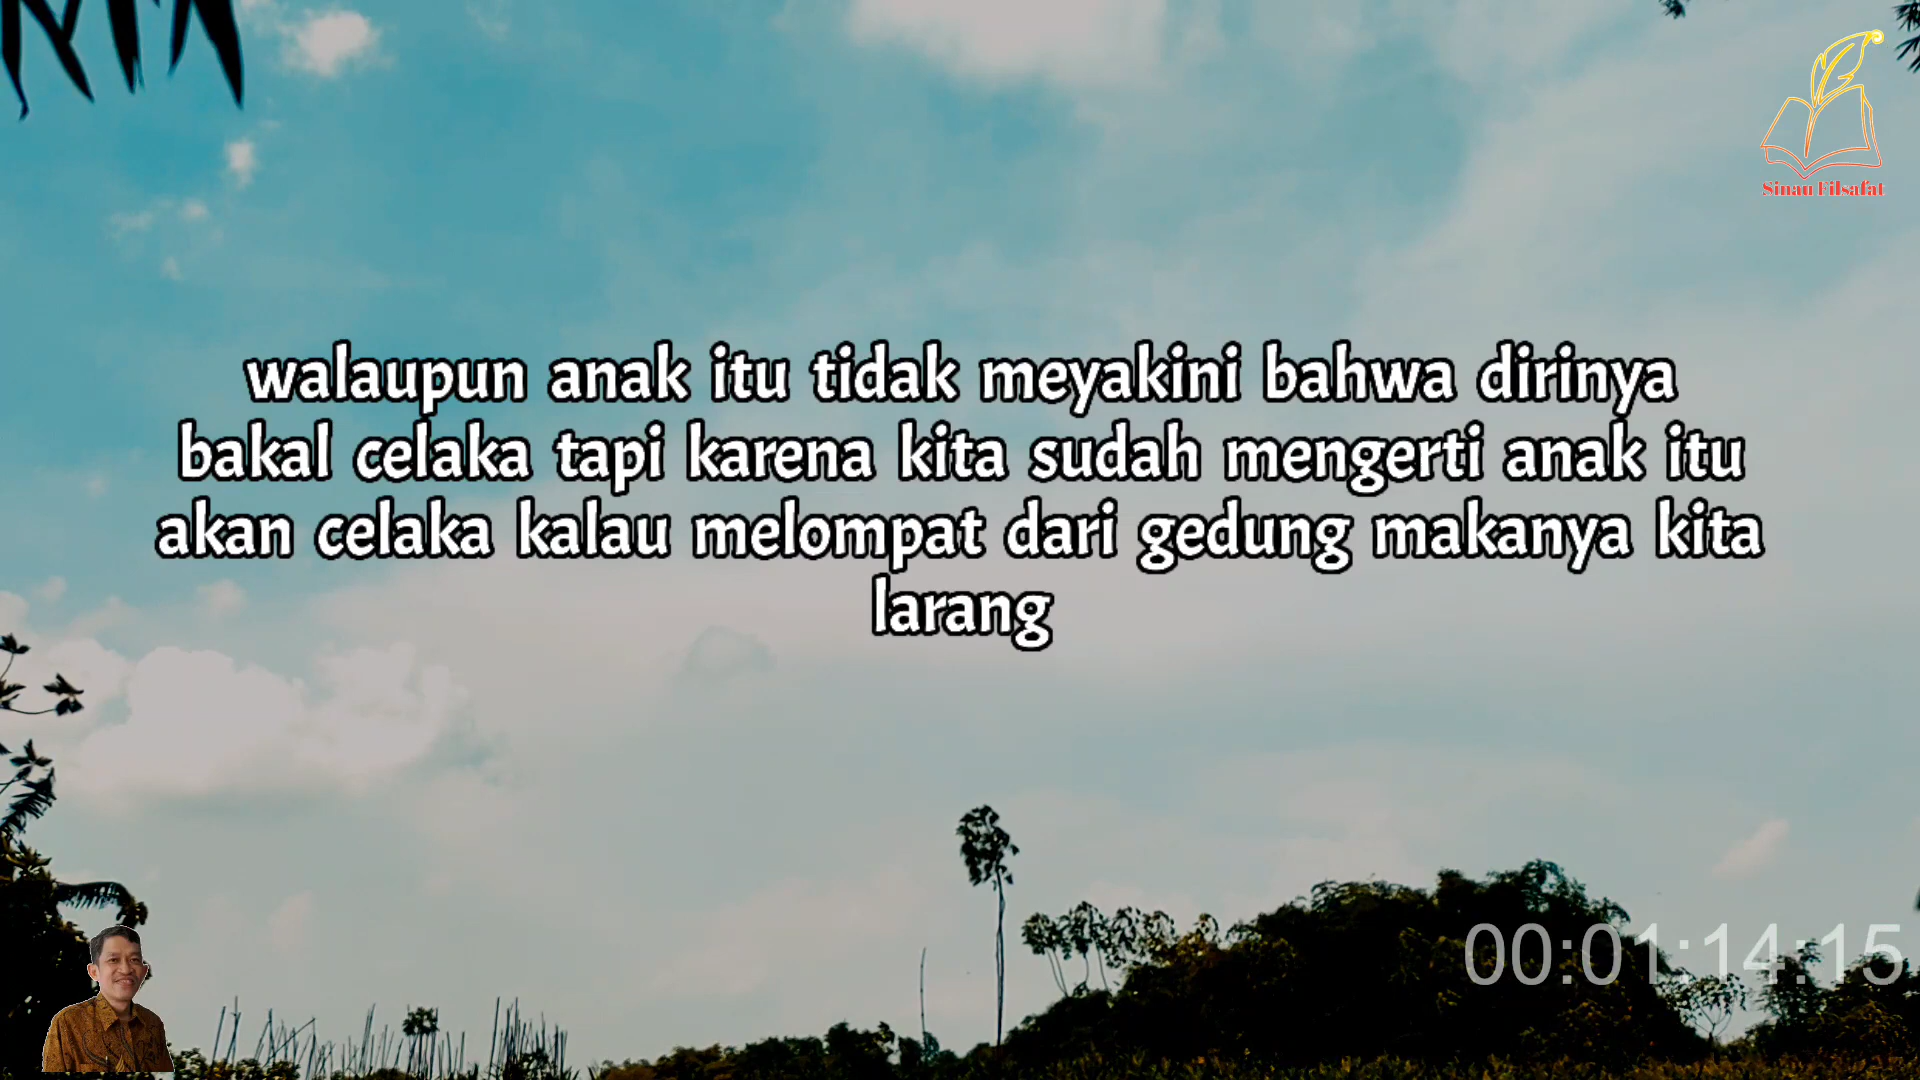 Sinau Filsafat
walaupun anak itu tidak meyakini bahwa dirinya
bakal celaka tapi karena kita sudah mengerti anak itu
akan celaka kalau melompat dari gedung makanya kita
larang
00:01:14:15